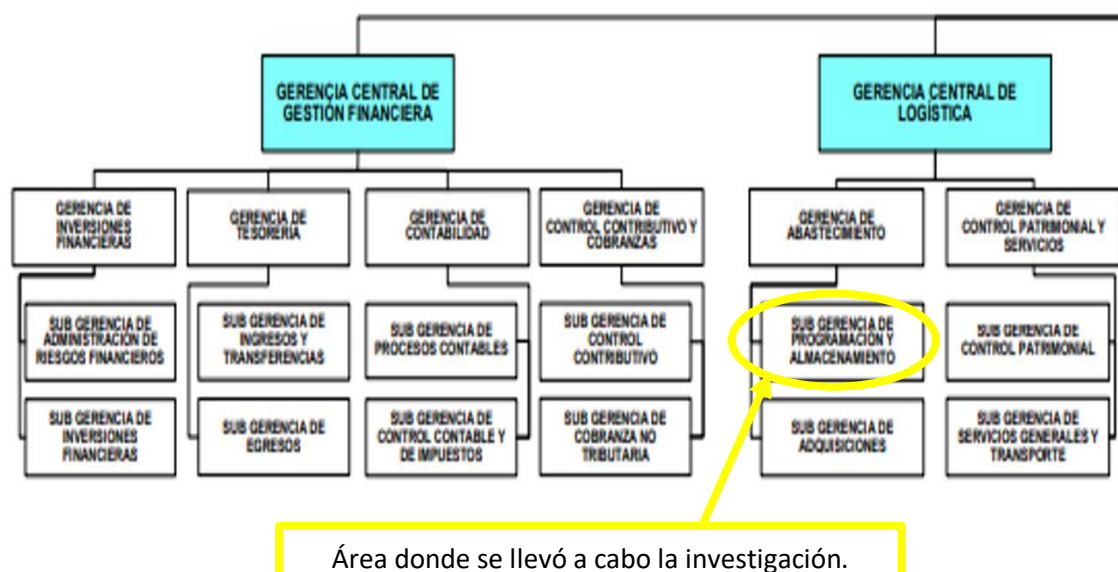 GERENCIA CENTRAL DE
GESTIÓN FINANCIERA
GERENCIA CENTRAL DE
LOGÍSTICA
GERENCIA DE
INVERSIONES
FINANCIERAS
GERENCIA DE
TESORERIA
GERENCIA DE
CONTABILIDAD
GERENCIA DE
CONTROL CONTRIBUTIVO Y
COBRANZAS
GERENCIA DE
ABASTECIMIENTO
GERENCIA DE
CONTROL PATRIMONIAL Y
SERVICIOS
SUB GERENCIA DE
ADMINISTRACIÓN DE
RIESGOS FINANCIEROS
SUB GERENCIA DE
INGRESOS Y
TRANSFERENCIAS
SUB GERENCIA DE
PROCESOS CONTABLES
SUB GERENCIA DE
CONTROL
CONTRIBUTIVO
SUB GERENCIA DE
PROGRAMACIÓN Y
ALMACENAMIENTO
SUB GERENCIA DE
CONTROL PATRIMONIAL
SUB GERENCIA DE
INVERSIONES
FINANCIERAS
SUB GERENCIA DE
EGRESOS
SUB GERENCIA DE
CONTROL CONTABLE Y
DE IMPUESTOS
SUB GERENCIA DE
COBRANZA NO
TRIBUTARIA
SUB GERENCIA DE
ADQUISICIONES
SUB GERENCIA DE
SERVICIOS GENERALES Y
TRANSPORTE
Área donde se llevó a cabo la investigación.